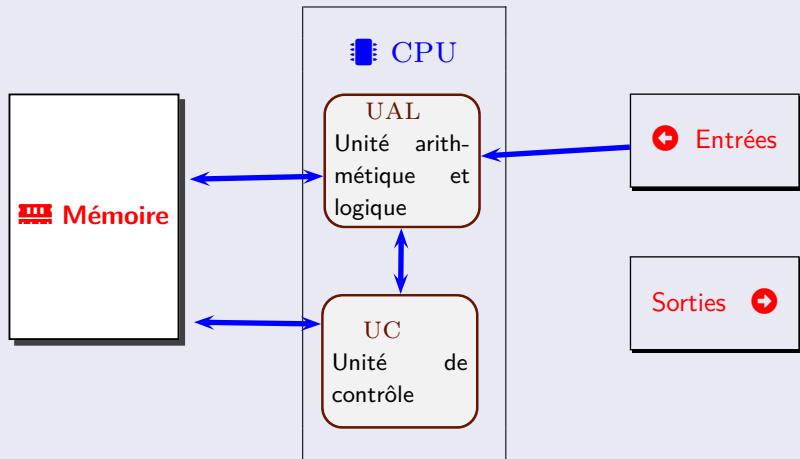 CPU
UAL
Unité arith-
métique et
logique
Mémoire
UC
Unité de
contrôle
Entrées
Sorties